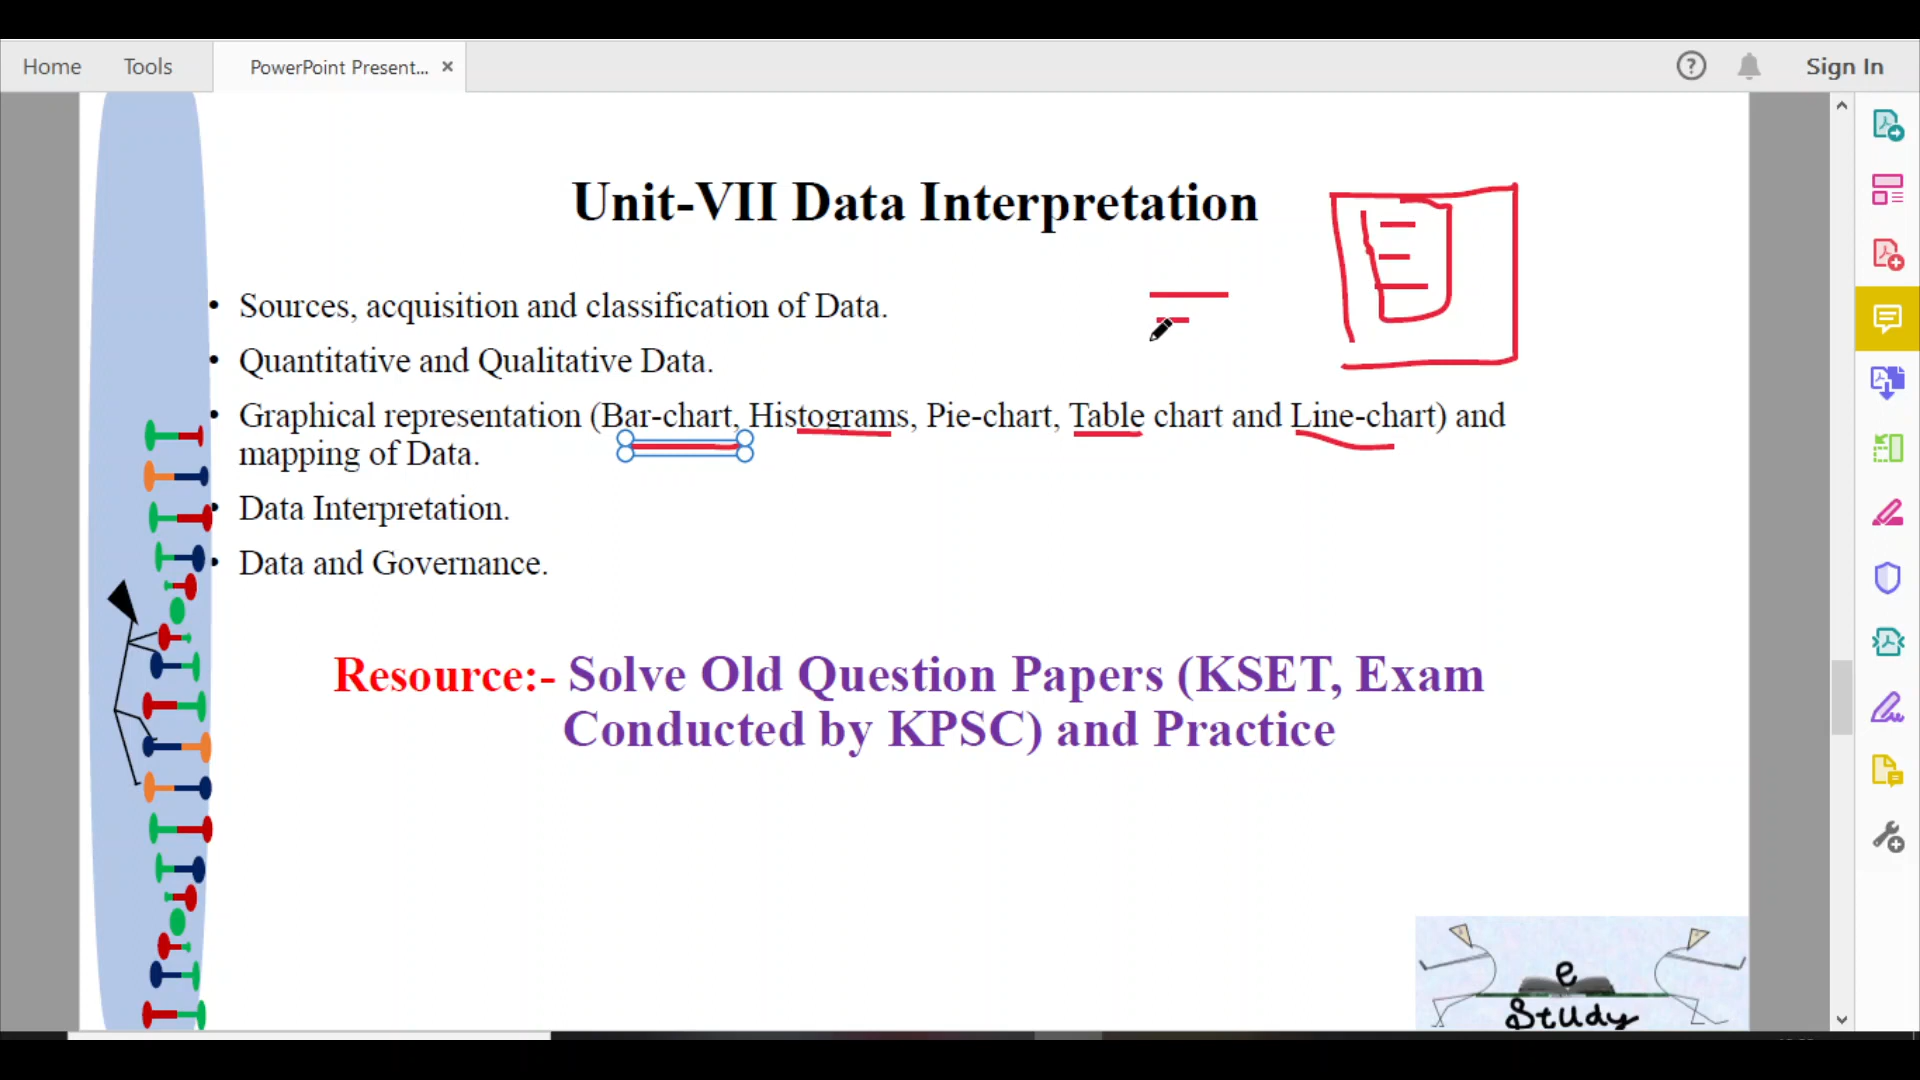 Home Tools PowerPoint Present... × Sign In
Unit-VII Data Interpretation
• Sources, acquisition and classification of Data.
• Quantitative and Qualitative Data.
• Graphical representation (Bar-chart, Histograms, Pie-chart, Table chart and Line-chart) and
mapping of Data.
• Data Interpretation.
• Data and Governance.
Resource:- Solve Old Question Papers (KSET, Exam
Conducted by KPSC) and Practice
e
Study